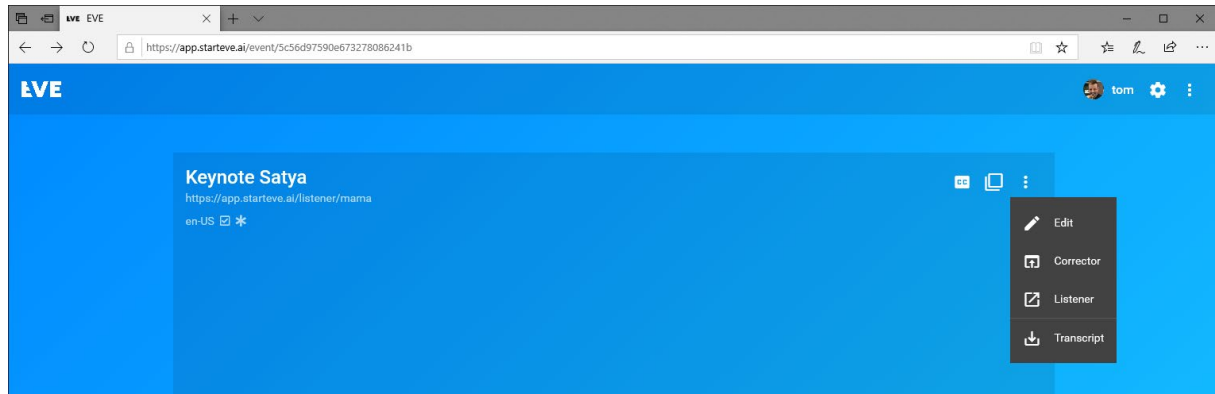 EVE EVE
https://app.starteve.ai/event/5c56d97590e673278086241b
EVE
tom
Keynote Satya
https://app.starteve.ai/listener/mama
en-US
CC
Edit
Corrector
Listener
Transcript